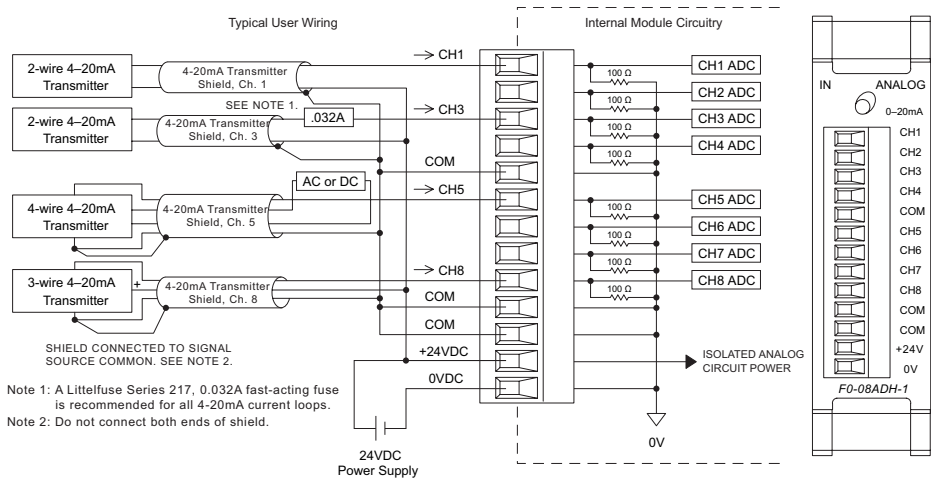 Typical User Wiring
Internal Module Circuitry
2-wire 4–20mA
Transmitter
4-20mA Transmitter
Shield, Ch. 1
CH1
SEE NOTE 1.
2-wire 4–20mA
Transmitter
4-20mA Transmitter
Shield, Ch. 3
.032A
CH3
COM
AC or DC
CH5
4-wire 4–20mA
Transmitter
4-20mA Transmitter
Shield, Ch. 5
3-wire 4–20mA
Transmitter
+
4-20mA Transmitter
Shield, Ch. 8
CH8
COM
COM
+24VDC
0VDC
SHIELD CONNECTED TO SIGNAL
SOURCE COMMON. SEE NOTE 2.
Note 1: A Littelfuse Series 217, 0.032A fast-acting fuse
is recommended for all 4-20mA current loops.
Note 2: Do not connect both ends of shield.
24VDC
Power Supply
100 Ω
CH1 ADC
100 Ω
CH2 ADC
100 Ω
CH3 ADC
100 Ω
CH4 ADC
100 Ω
CH5 ADC
100 Ω
CH6 ADC
100 Ω
CH7 ADC
100 Ω
CH8 ADC
ISOLATED ANALOG
CIRCUIT POWER
0V
IN
ANALOG
0–20mA
CH1
CH2
CH3
CH4
COM
CH5
CH6
CH7
CH8
COM
COM
+24V
0V
F0-08ADH-1